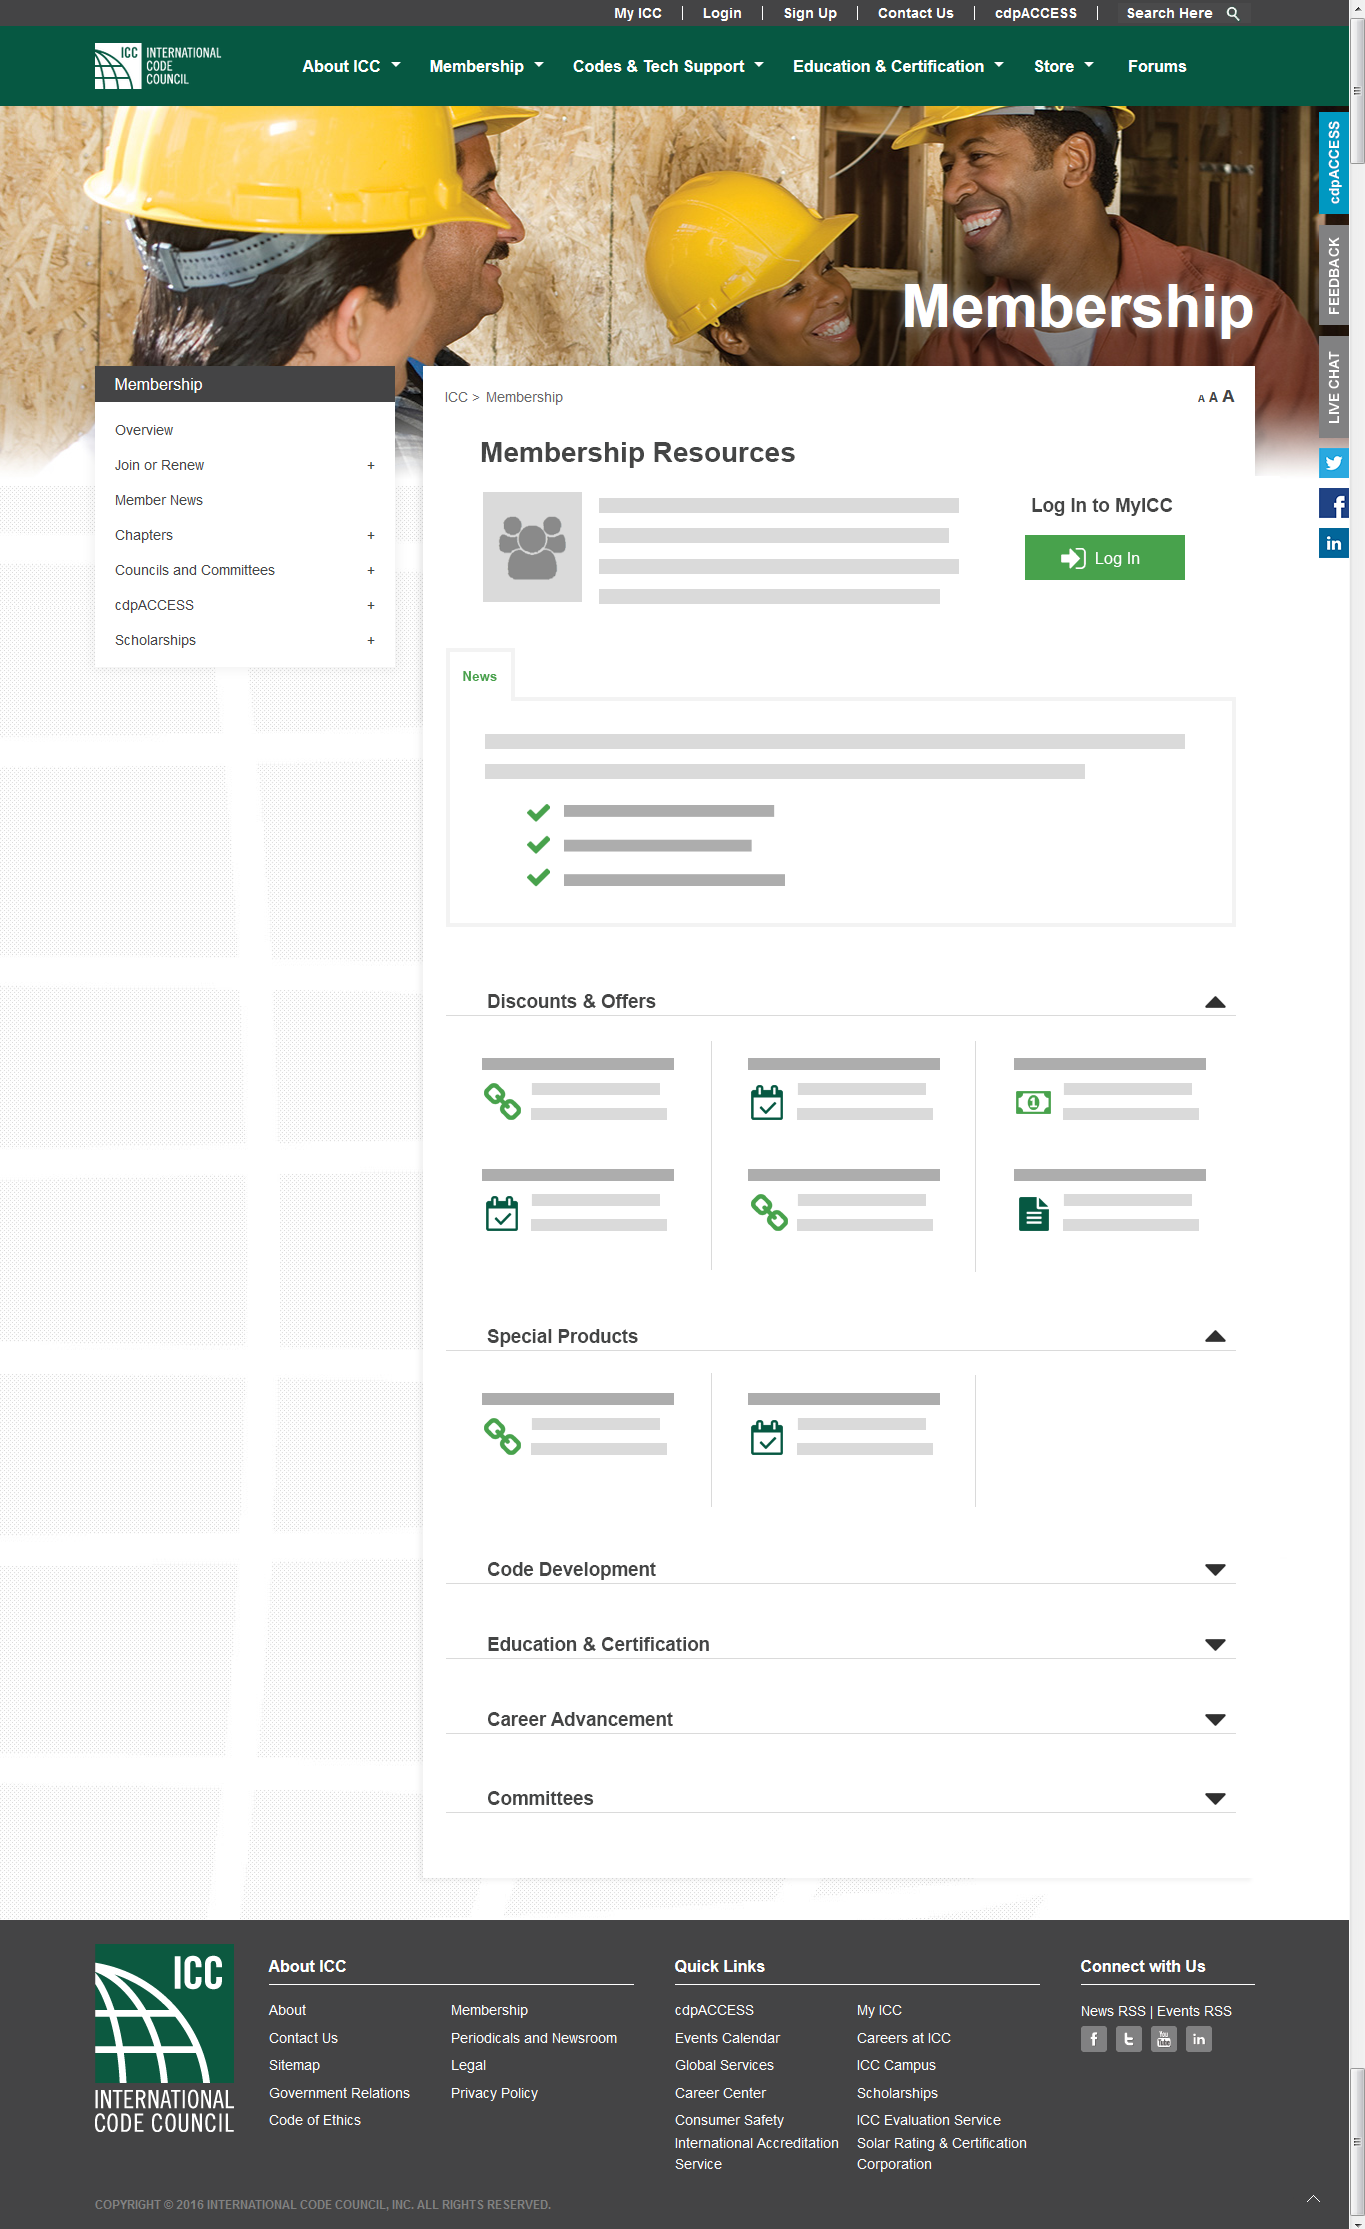 My ICC
Login
Sign Up
Contact Us
cdpACCESS
Search Here
ICC INTERNATIONAL
CODE
COUNCIL
About ICC
Membership
Codes & Tech Support
Education & Certification
Store
Forums
cdpACCESS
FEEDBACK
LIVE CHAT
Membership
Membership
Overview
Join or Renew +
Member News
Chapters +
Councils and Committees +
cdpACCESS +
Scholarships +
ICC > Membership
A A A
Membership Resources
Log In to MyICC
Log In
News
Discounts & Offers
1
Special Products
Code Development
Education & Certification
Career Advancement
Committees
ICC
INTERNATIONAL
CODE COUNCIL
About ICC
About
Contact Us
Sitemap
Government Relations
Code of Ethics
Membership
Periodicals and Newsroom
Legal
Privacy Policy
Quick Links
cdpACCESS
Events Calendar
Global Services
Career Center
Consumer Safety
International Accreditation
Service
My ICC
Careers at ICC
ICC Campus
Scholarships
ICC Evaluation Service
Solar Rating & Certification
Corporation
Connect with Us
News RSS | Events RSS
You
Tube
in
COPYRIGHT © 2016 INTERNATIONAL CODE COUNCIL, INC. ALL RIGHTS RESERVED.